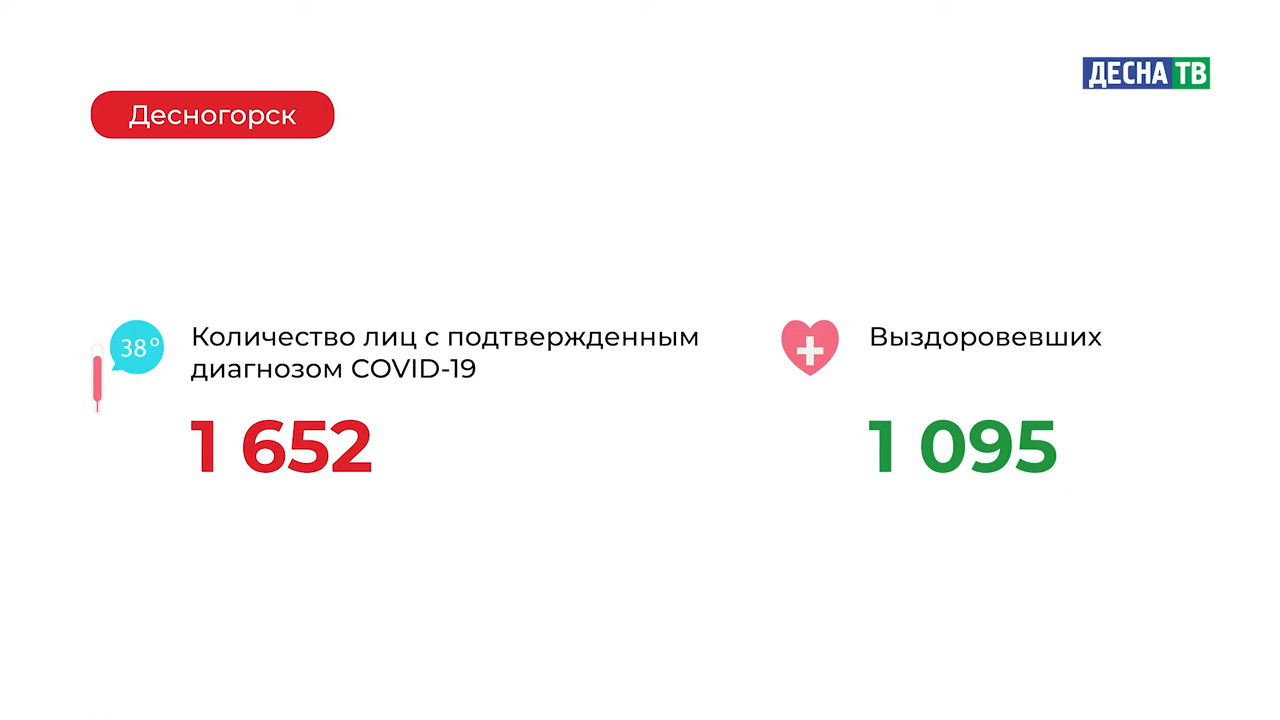 ДЕСНА ТВ
Десногорск
38°
Количество лиц с подтвержденным
диагнозом COVID-19
1 652
Выздоровевших
1 095